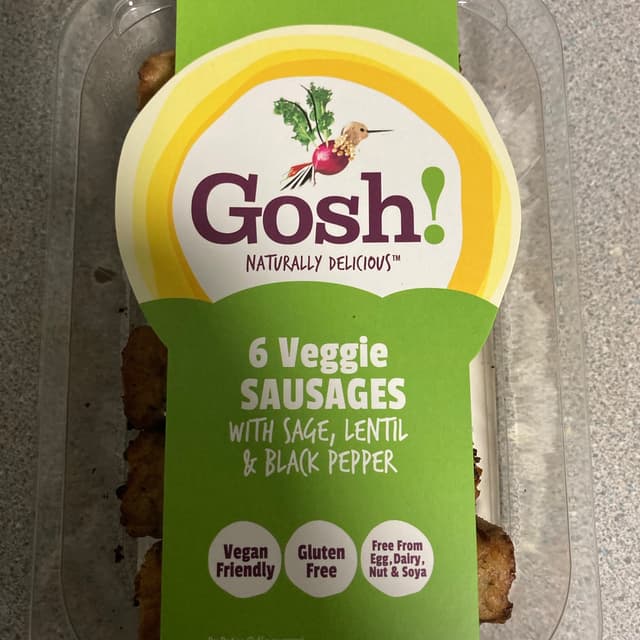 Gosh!
NATURALLY DELICIOUS™
6 Veggie
SAUSAGES
WITH SAGE, LENTIL
& BLACK PEPPER
Vegan
Friendly
Gluten
Free
Free From
Egg, Dairy,
Nut & Soya